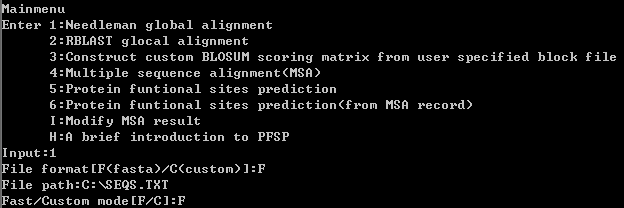 Mainmenu
Enter 1:Needleman global alignment
2:RBLAST glocal alignment
3:Construct custom BLOSUM scoring matrix from user specified block file
4:Multiple sequence alignment(MSA)
5:Protein funtional sites prediction
6:Protein funtional sites prediction(from MSA record)
I:Modify MSA result
H:A brief introduction to PFSP
Input:1
File format[F(fasta)/C(custom)]:F
File path:C:\SEQS.TXT
Fast/Custom mode[F/C]:F